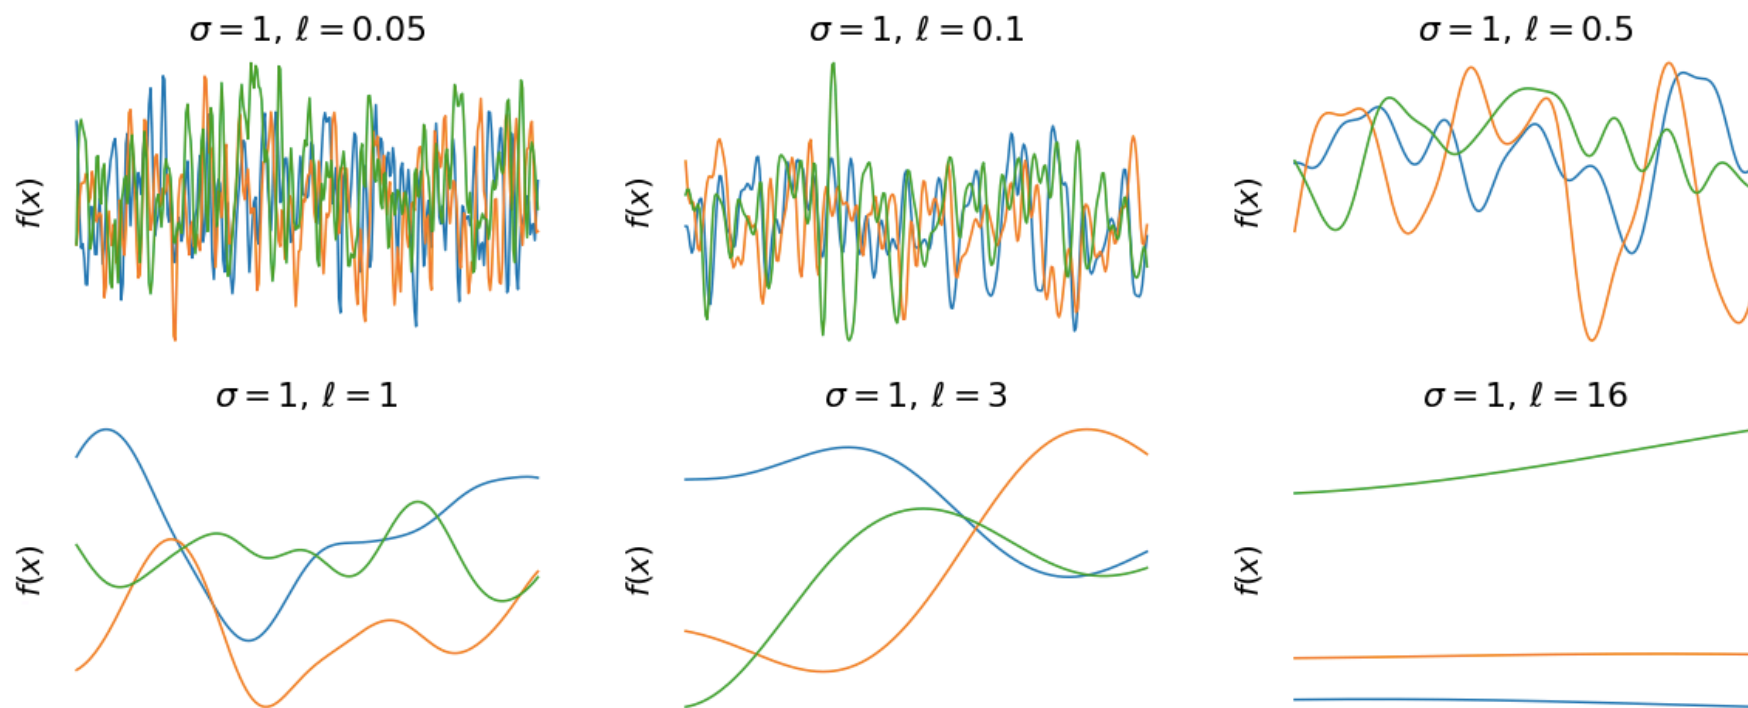 σ = 1, ℓ = 0.05
σ = 1, ℓ = 0.1
σ = 1, ℓ = 0.5
f(x)
f(x)
f(x)
σ = 1, ℓ = 1
σ = 1, ℓ = 3
σ = 1, ℓ = 16
f(x)
f(x)
f(x)